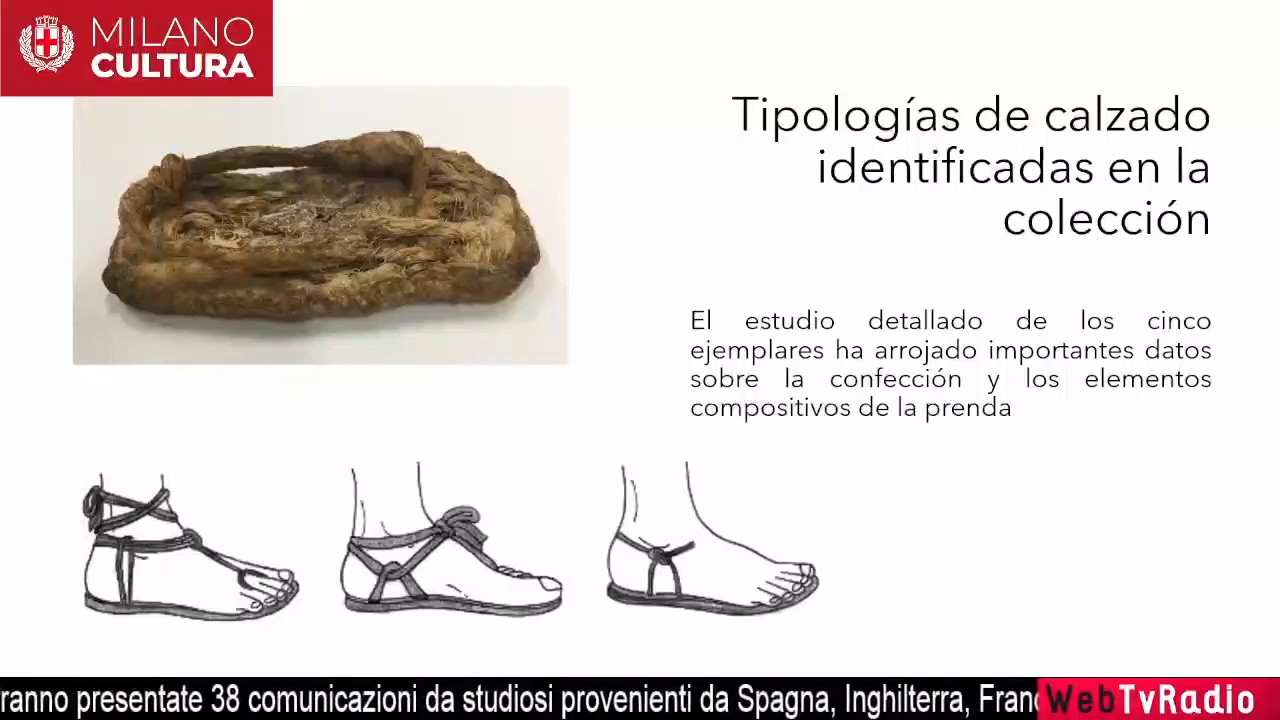 MILANO
CULTURA
Tipologías de calzado
identificadas en la
colección
El estudio detallado de los cinco
ejemplares ha arrojado importantes datos
sobre la confección y los elementos
compositivos de la prenda
presentate 38 comunicazioni da studiosi provenienti da Spagna, Inghilterra,
WebTvRadio